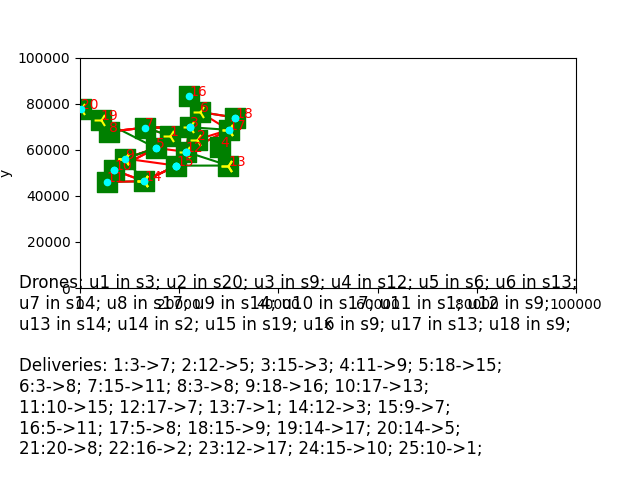 100000
80000
60000
40000
20000
0
y
16
18
3
Drones: u1 in s3; u2 in s20; u3 in s9; u4 in s12; u5 in s6; u6 in s13;
u7 in s14; u8 in s17; u9 in s14; u10 in s17; u11 in s1; u12 in s9;
0 20000 40000 60000 80000 100000
u13 in s14; u14 in s2; u15 in s19; u16 in s9; u17 in s13; u18 in s9;
x
Deliveries: 1:3->7; 2:12->5; 3:15->3; 4:11->9; 5:18->15;
6:3->8; 7:15->11; 8:3->8; 9:18->16; 10:17->13;
11:10->15; 12:17->7; 13:7->1; 14:12->3; 15:9->7;
16:5->11; 17:5->8; 18:15->9; 19:14->17; 20:14->5;
21:20->8; 22:16->2; 23:12->17; 24:15->10; 25:10->1;